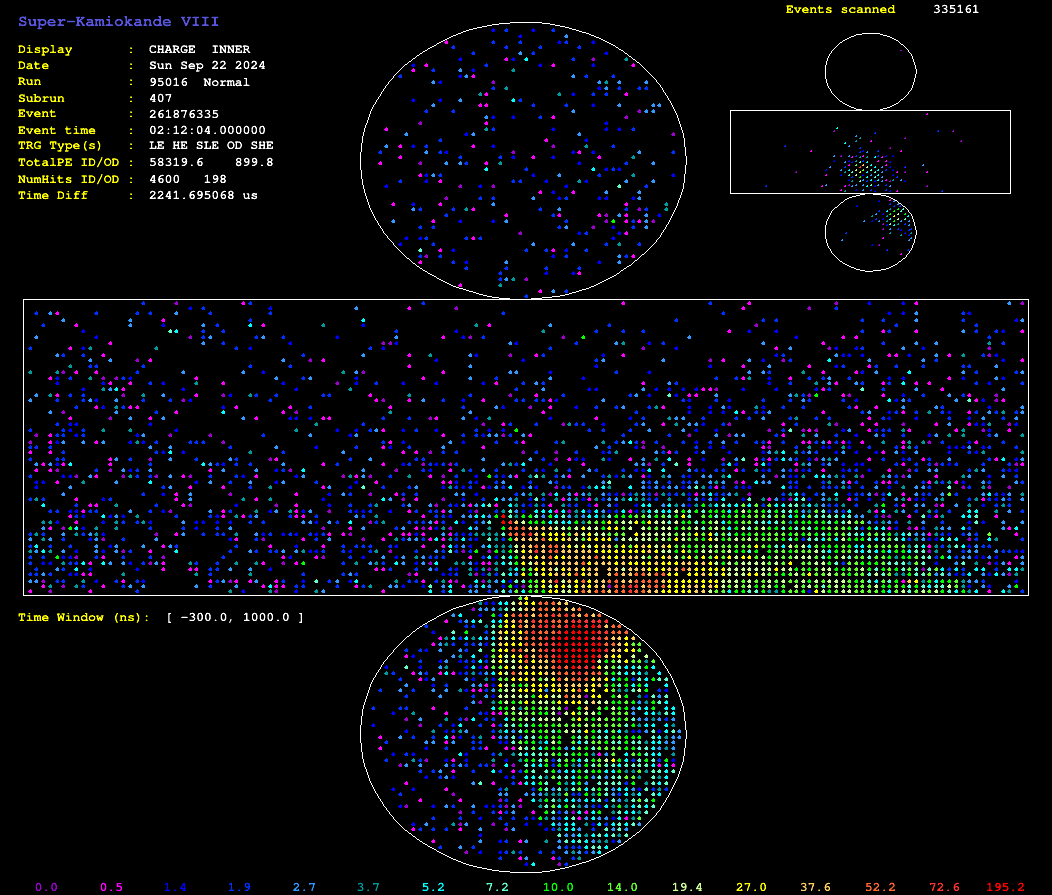 Super-Kamiokande VIII
Events scanned 335161
Display : CHARGE INNER
Date : Sun Sep 22 2024
Run : 95016 Normal
Subrun : 407
Event : 261876335
Event time : 02:12:04.000000
TRG Type(s) : LE HE SLE OD SHE
TotalPE ID/OD : 58319.6 899.8
NumHits ID/OD : 4600 198
Time Diff : 2241.695068 us
Time Window (ns): [ -300.0, 1000.0 ]
0.0 0.5 1.4 1.9 2.7 3.7 5.2 7.2 10.0 14.0 19.4 27.0 37.6 52.2 72.6 195.2